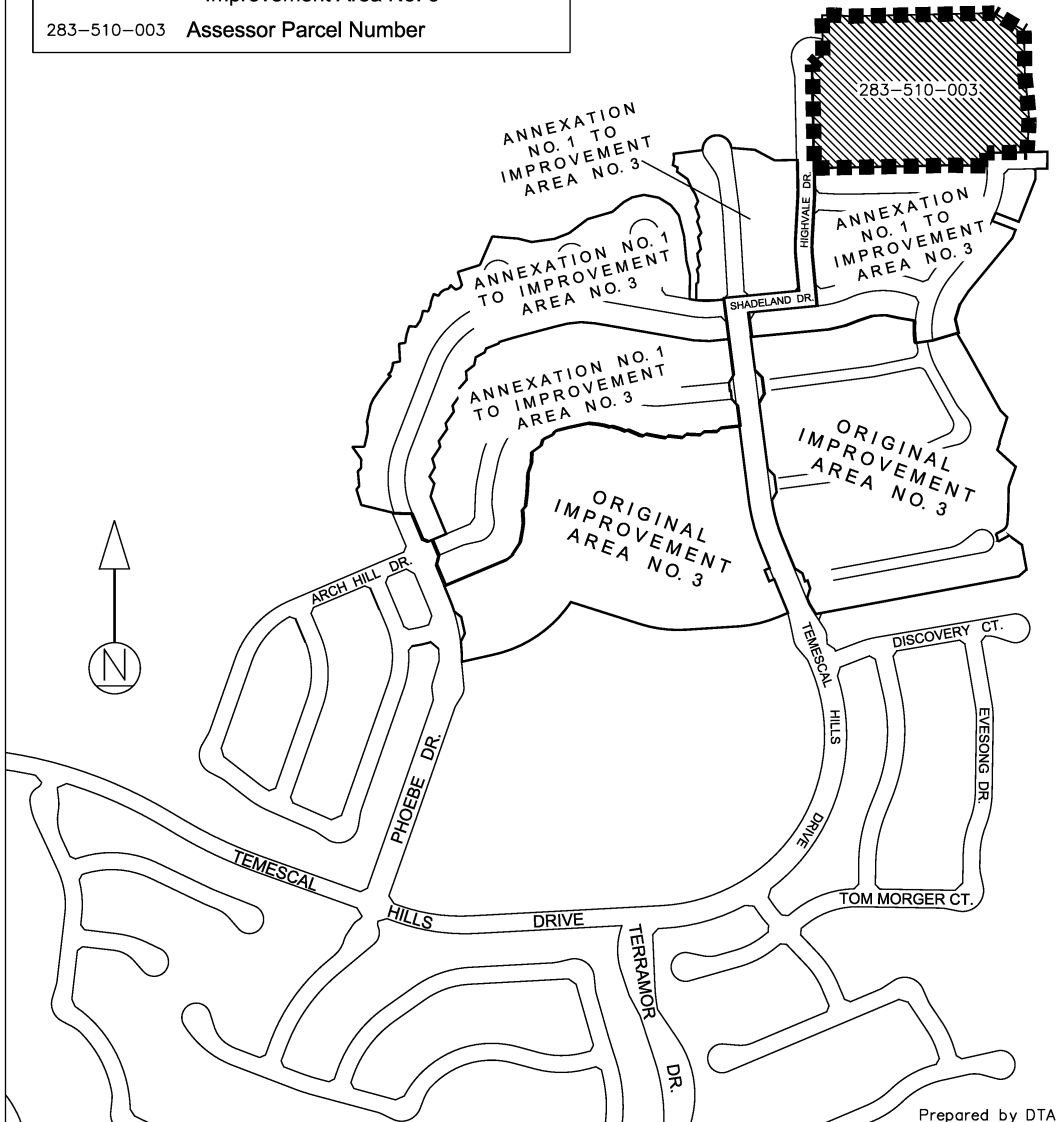 283-510-003 Assessor Parcel Number
283-510-003
ANNEXATION
NO. 1 TO
IMPROVEMENT
AREA NO. 3
HIGHVALE DR.
ANNEXATION
NO. 1 TO
IMPROVEMENT
AREA NO. 3
ANNEXATION NO. 1
TO IMPROVEMENT
AREA NO. 3
SHADELAND DR.
ANNEXATION NO. 1
TO IMPROVEMENT
AREA NO. 3
ORIGINAL
IMPROVEMENT
AREA NO. 3
ORIGINAL
IMPROVEMENT
AREA NO. 3
ARCH HILL DR.
N
TEMESCAL
HILLS
DRIVE
DISCOVERY CT.
EVESONG DR.
PHOEBE DR.
TEMESCAL
HILLS
DRIVE
TOM MORGER CT.
TERRAMOR
DR.
Prepared by DTA